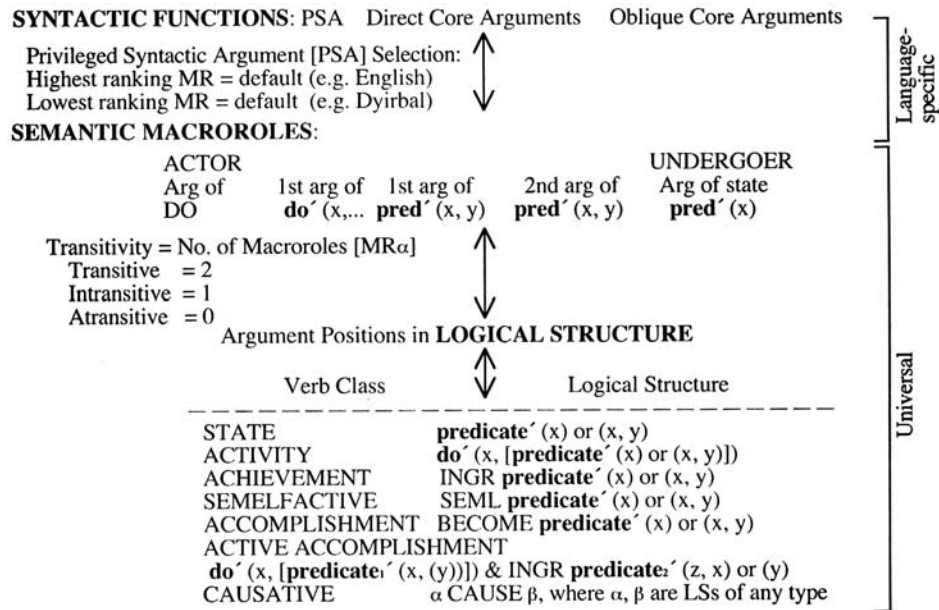 SYNTACTIC FUNCTIONS: PSA Direct Core Arguments Oblique Core Arguments
Privileged Syntactic Argument [PSA] Selection:
Highest ranking MR = default (e.g. English)
Lowest ranking MR = default (e.g. Dyirbal)
Language-
specific
SEMANTIC MACROROLES:
ACTOR UNDERGOER
Arg of 1st arg of 1st arg of 2nd arg of Arg of state
DO do´ (x,... pred´ (x, y) pred´ (x, y) pred´ (x)
Transitivity = No. of Macroroles [MRα]
Transitive = 2
Intransitive = 1
Atransitive = 0
Argument Positions in LOGICAL STRUCTURE
Universal
Verb Class Logical Structure
STATE predicate´ (x) or (x, y)
ACTIVITY do´ (x, [predicate´ (x) or (x, y)])
ACHIEVEMENT INGR predicate´ (x) or (x, y)
SEMELFACTIVE SEML predicate´ (x) or (x, y)
ACCOMPLISHMENT BECOME predicate´ (x) or (x, y)
ACTIVE ACCOMPLISHMENT
do´ (x, [predicate₁´ (x, (y))]) & INGR predicate₂´ (z, x) or (y)
CAUSATIVE α CAUSE β, where α, β are LSs of any type